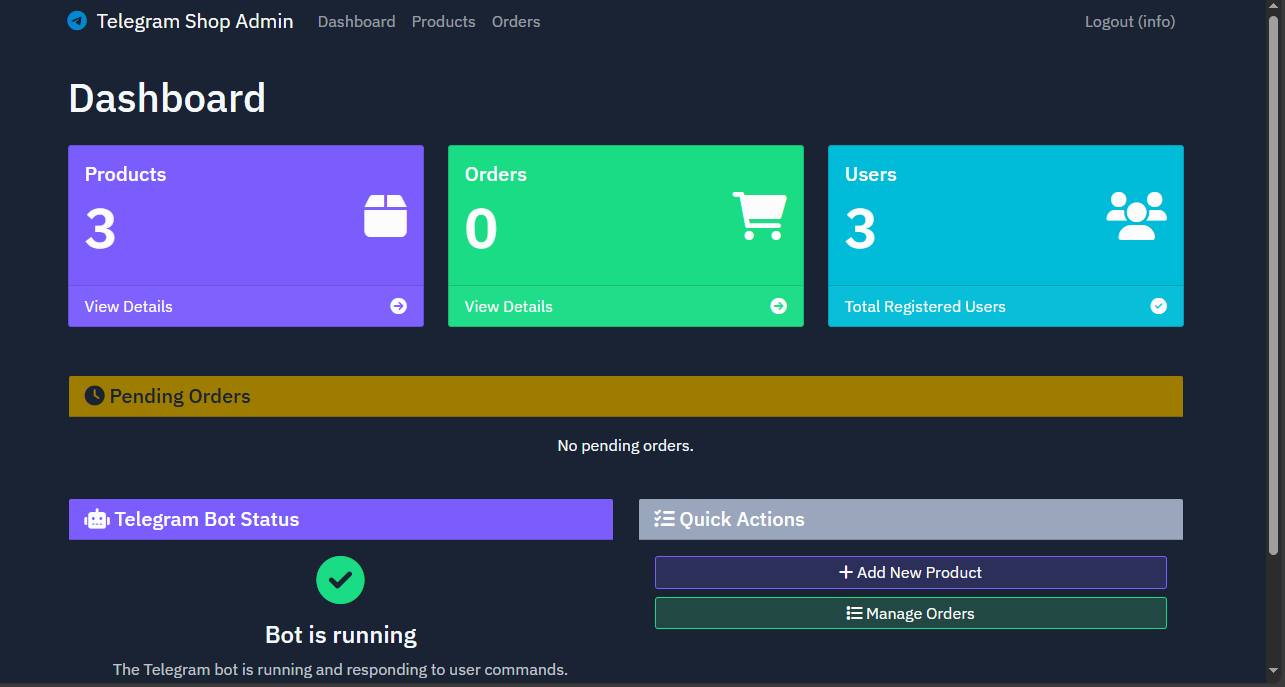 Telegram Shop Admin Dashboard Products Orders Logout (info)
Dashboard
Products
3
View Details
Orders
0
View Details
Users
3
Total Registered Users
Pending Orders
No pending orders.
Telegram Bot Status
Bot is running
The Telegram bot is running and responding to user commands.
Quick Actions
Add New Product
Manage Orders